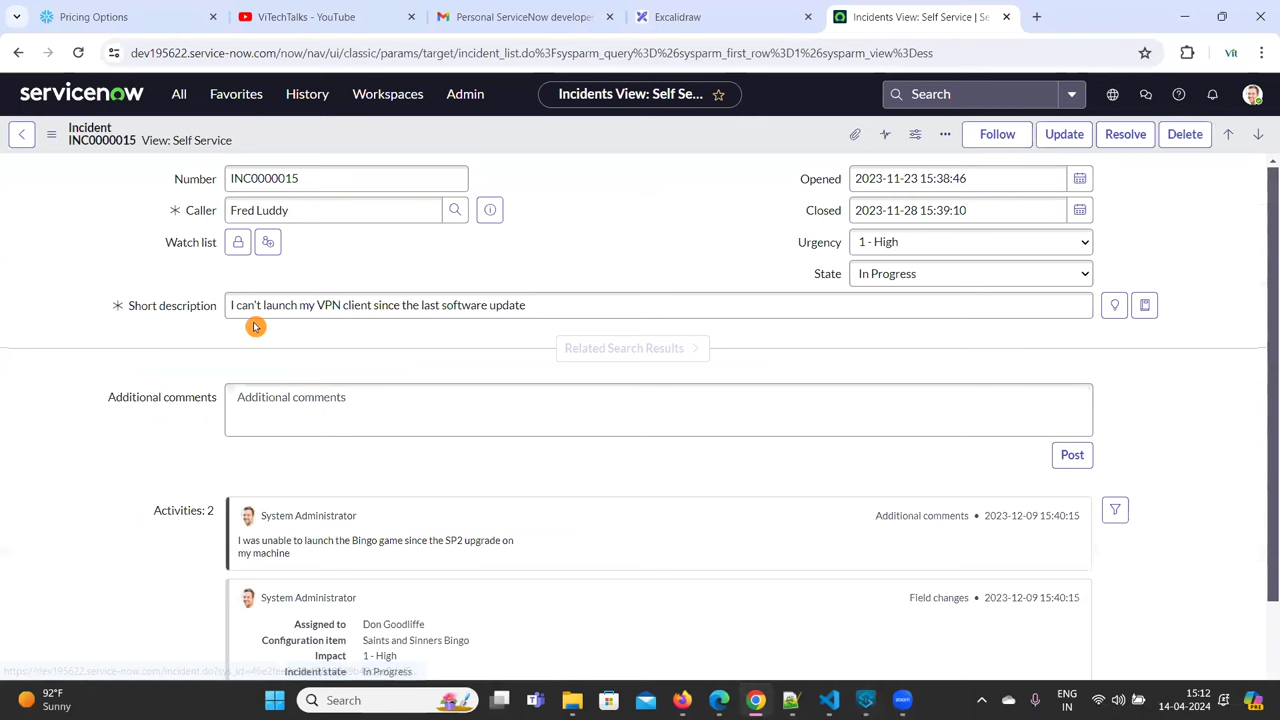 Pricing Options
ViTechTalks - YouTube
Personal ServiceNow develope
Excalidraw
Incidents View: Self Service | Se
dev195622.service-now.com/now/nav/ui/classic/params/target/incident_list.do%3Fsysparm_query%3D%26sysparm_first_row%3D1%26sysparm_view%3Dess
Vit
servicenow
All
Favorites
History
Workspaces
Admin
Incidents View: Self Se...
Search
Incident
INC0000015 View: Self Service
Follow
Update
Resolve
Delete
Number
INC0000015
Opened
2023-11-23 15:38:46
Caller
Fred Luddy
Closed
2023-11-28 15:39:10
Watch list
Urgency
1 - High
State
In Progress
Short description
I can't launch my VPN client since the last software update
Related Search Results
Additional comments
Additional comments
Post
Activities: 2
System Administrator
Additional comments • 2023-12-09 15:40:15
I was unable to launch the Bingo game since the SP2 upgrade on
my machine
System Administrator
Field changes • 2023-12-09 15:40:15
Assigned to Don Goodliffe
Configuration item Saints and Sinners Bingo
Impact 1 - High
Incident state In Progress
92°F
Sunny
Search
ENG
IN
15:12
14-04-2024